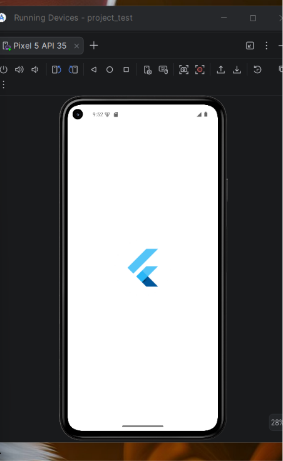 Running Devices - project_test
Pixel 5 API 35
28%